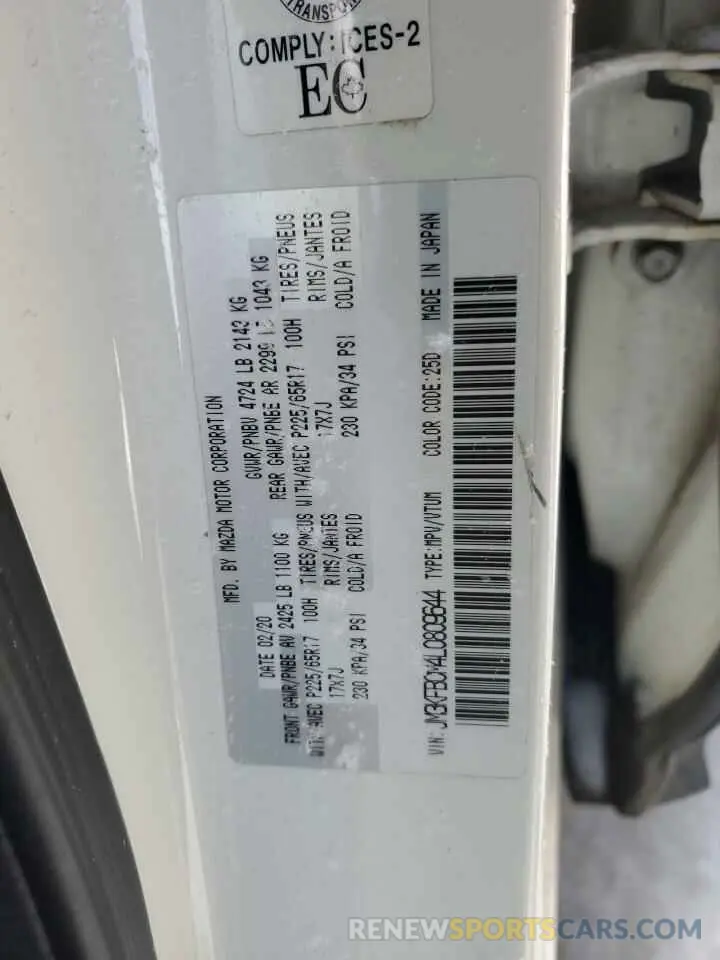 TRANSPORT
COMPLY: ICES-2
EC
MFD. BY MAZDA MOTOR CORPORATION
DATE 02/20 GVWR/PNBV 4724 LB 2143 KG
FRONT GAWR/PNBE AV 2425 LB 1100 KG REAR GAWR/PNBE AR 2299 LB 1043 KG
WITH/AVEC P225/65R17 100H TIRES/PNEUS WITH/AVEC P225/65R17 100H TIRES/PNEUS
17X7J RIMS/JANTES 17X7J RIMS/JANTES
230 KPA/34 PSI COLD/A FROID 230 KPA/34 PSI COLD/A FROID
VIN: JM3KFBCM4L0809644 TYPE:MPV/VTUM COLOR CODE:25D MADE IN JAPAN
RENEWSPORTSCARS.COM